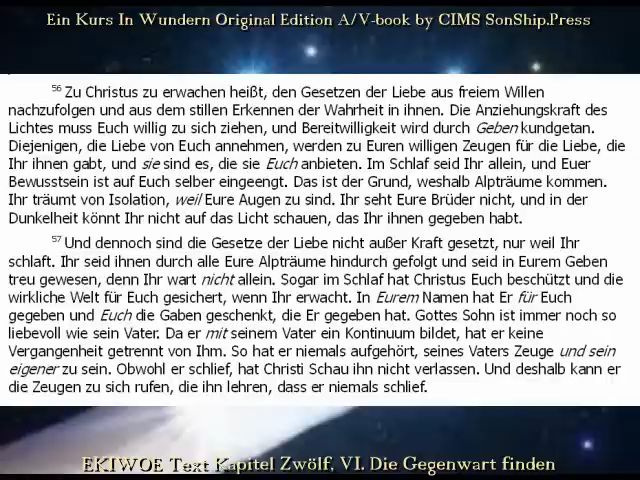 Ein Kurs In Wundern Original Edition A/V-book by CIMS SonShip.Press
56 Zu Christus zu erwachen heißt, den Gesetzen der Liebe aus freiem Willen
nachzufolgen und aus dem stillen Erkennen der Wahrheit in ihnen. Die Anziehungskraft des
Lichtes muss Euch willig zu sich ziehen, und Bereitwilligkeit wird durch Geben kundgetan.
Diejenigen, die Liebe von Euch annehmen, werden zu Euren willigen Zeugen für die Liebe, die
Ihr ihnen gabt, und sie sind es, die sie Euch anbieten. Im Schlaf seid Ihr allein, und Euer
Bewusstsein ist auf Euch selber eingeengt. Das ist der Grund, weshalb Alpträume kommen.
Ihr träumt von Isolation, weil Eure Augen zu sind. Ihr seht Eure Brüder nicht, und in der
Dunkelheit könnt Ihr nicht auf das Licht schauen, das Ihr ihnen gegeben habt.
57 Und dennoch sind die Gesetze der Liebe nicht außer Kraft gesetzt, nur weil Ihr
schlaft. Ihr seid ihnen durch alle Eure Alpträume hindurch gefolgt und seid in Eurem Geben
treu gewesen, denn Ihr wart nicht allein. Sogar im Schlaf hat Christus Euch beschützt und die
wirkliche Welt für Euch gesichert, wenn Ihr erwacht. In Eurem Namen hat Er für Euch
gegeben und Euch die Gaben geschenkt, die Er gegeben hat. Gottes Sohn ist immer noch so
liebevoll wie sein Vater. Da er mit seinem Vater ein Kontinuum bildet, hat er keine
Vergangenheit getrennt von Ihm. So hat er niemals aufgehört, seines Vaters Zeuge und sein
eigener zu sein. Obwohl er schlief, hat Christi Schau ihn nicht verlassen. Und deshalb kann er
die Zeugen zu sich rufen, die ihn lehren, dass er niemals schlief.
EKIWOE Text Kapitel Zwölf, VI. Die Gegenwart finden